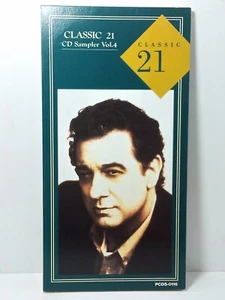 CLASSIC 21
CD Sampler Vol.4
CLASSIC
21
PCDS-0116